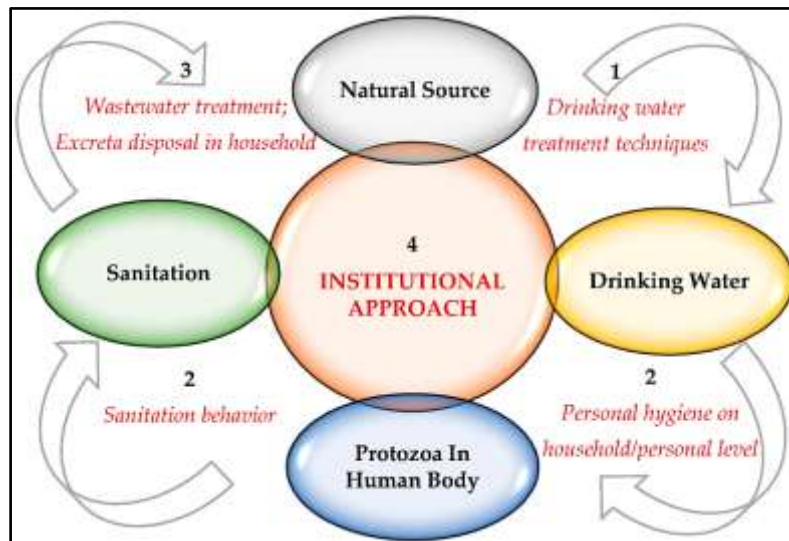 3
Wastewater treatment;
Excreta disposal in household
Natural Source
1
Drinking water
treatment techniques
Sanitation
4
INSTITUTIONAL
APPROACH
Drinking Water
2
Sanitation behavior
Protozoa In
Human Body
2
Personal hygiene on
household/personal level